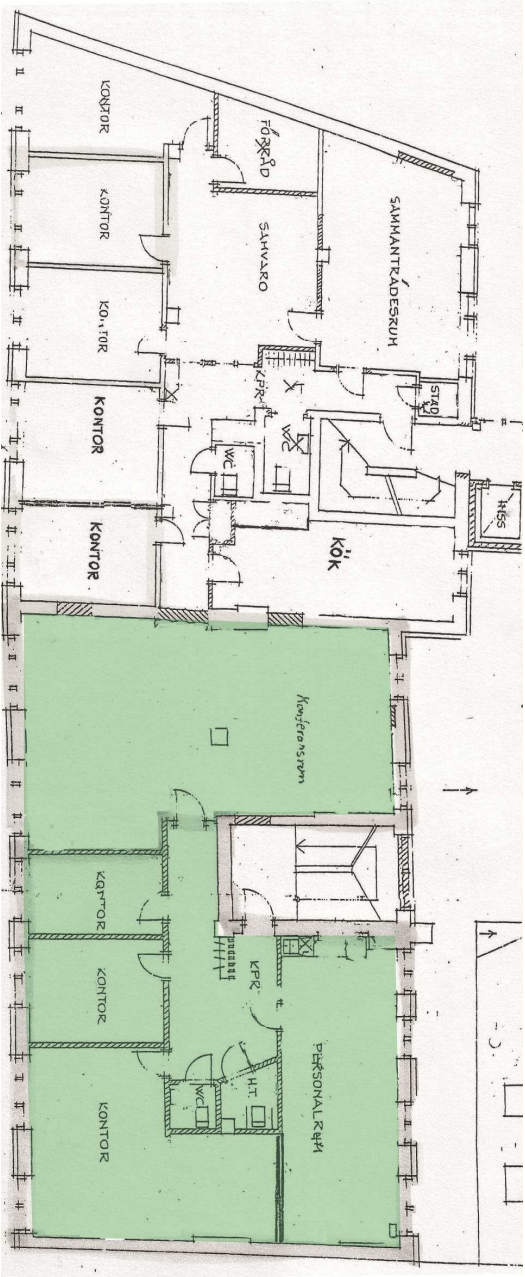 KONTOR
FÖRRÅD
KONTOR
SAMVARO
SAMMANTRÄDESRUM
KONTOR
KPR
STÄD
KONTOR
WC
WC
HISS
KONTOR
KÖK
Konferensrum
KONTOR
KONTOR
KPR
PERSONALRUM
H.T.
WC
KONTOR